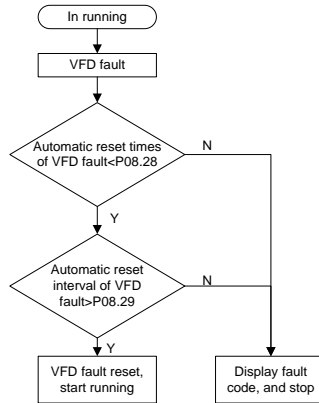 In running
VFD fault
Automatic reset times
of VFD fault<P08.28
N
Y
Automatic reset
interval of VFD
fault>P08.29
N
Y
VFD fault reset,
start running
Display fault
code, and stop